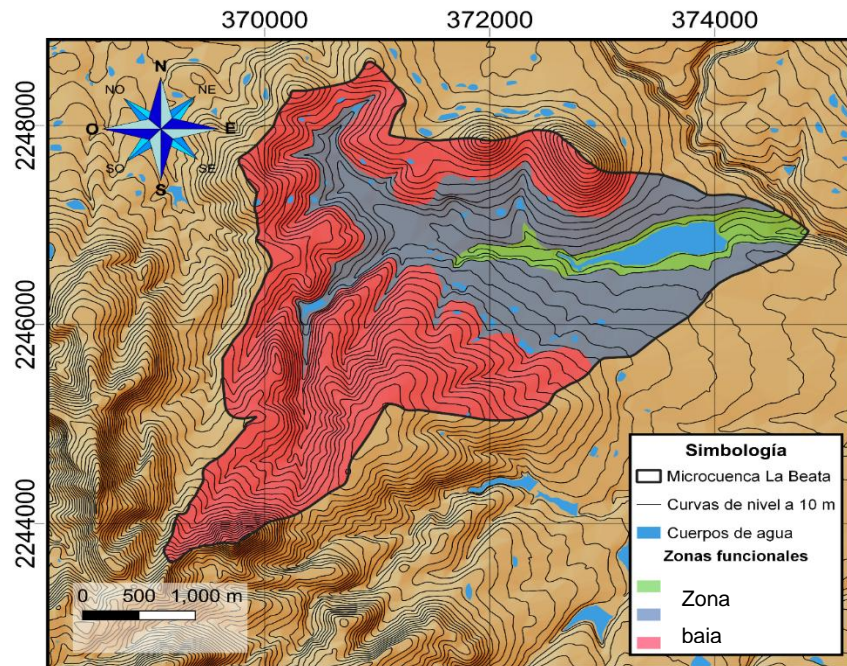 370000 372000 374000
2248000
2246000
2244000
N
NO NE
O E
SO SE
S
0 500 1,000 m
Simbología
Microcuenca La Beata
Curvas de nivel a 10 m
Cuerpos de agua
Zonas funcionales
Zona
baia